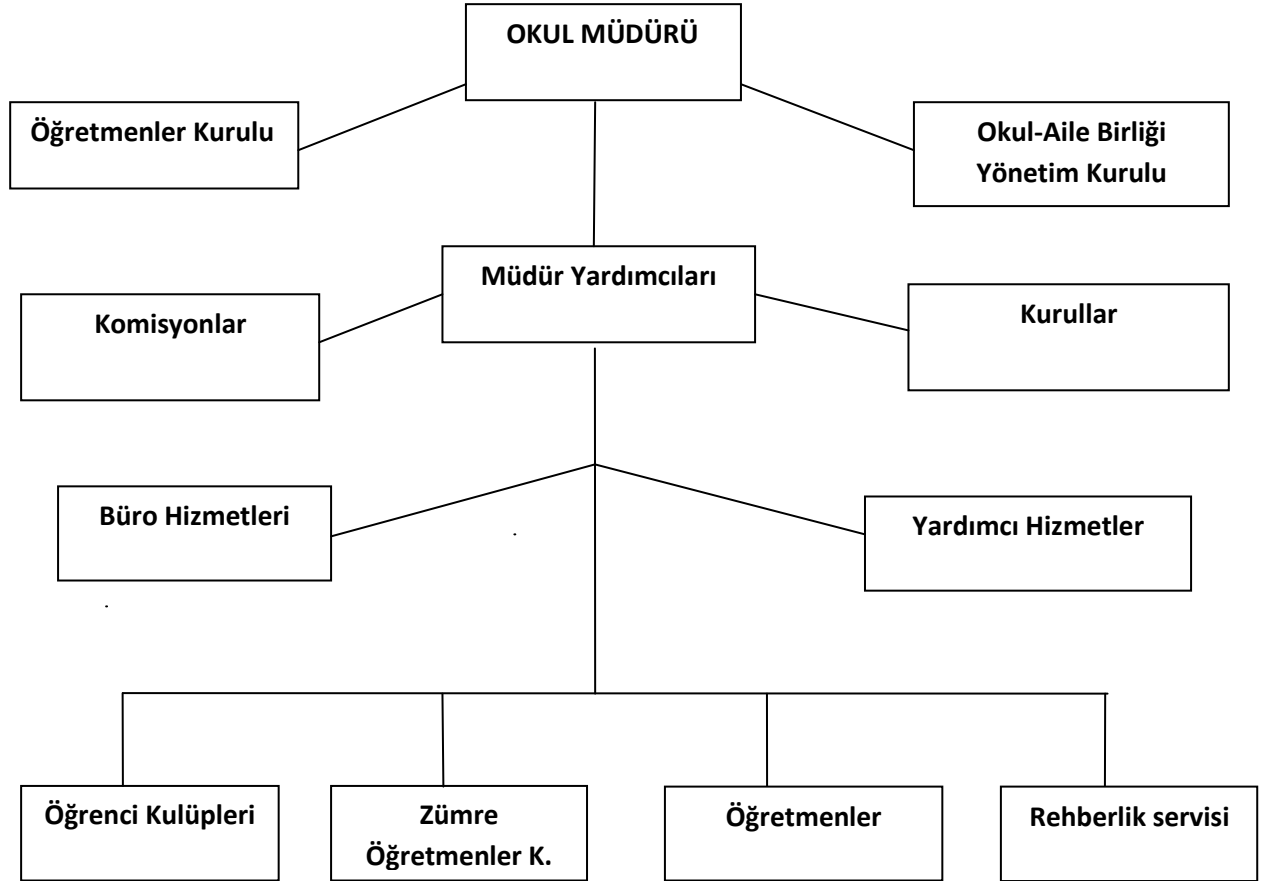 OKUL MÜDÜRÜ
Öğretmenler Kurulu
Okul-Aile Birliği
Yönetim Kurulu
Müdür Yardımcıları
Komisyonlar
Kurullar
Büro Hizmetleri
Yardımcı Hizmetler
Öğrenci Kulüpleri
Zümre
Öğretmenler K.
Öğretmenler
Rehberlik servisi